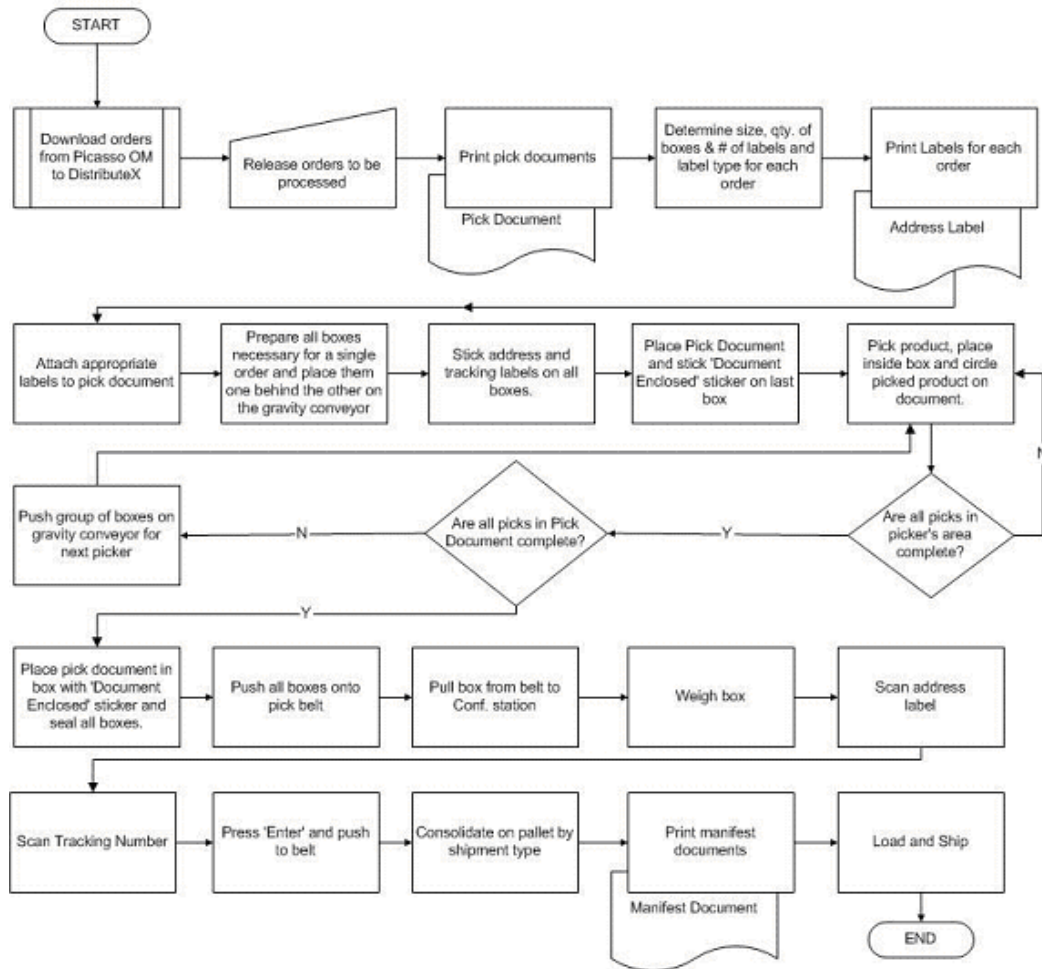 START
Download orders
from Picasso OM
to DistributeX
Release orders to be
processed
Print pick documents
Pick Document
Determine size, qty. of
boxes & # of labels and
label type for each
order
Print Labels for each
order
Address Label
Attach appropriate
labels to pick document
Prepare all boxes
necessary for a single
order and place them
one behind the other on
the gravity conveyor
Stick address and
tracking labels on all
boxes.
Place Pick Document
and stick 'Document
Enclosed' sticker on last
box
Pick product, place
inside box and circle
picked product on
document.
N
Push group of boxes on
gravity conveyor for
next picker
N
Are all picks in Pick
Document complete?
Y
Are all picks in
picker's area
complete?
Y
Place pick document in
box with 'Document
Enclosed' sticker and
seal all boxes.
Push all boxes onto
pick belt
Pull box from belt to
Conf. station
Weigh box
Scan address
label
Scan Tracking Number
Press 'Enter' and push
to belt
Consolidate on pallet by
shipment type
Print manifest
documents
Manifest Document
Load and Ship
END